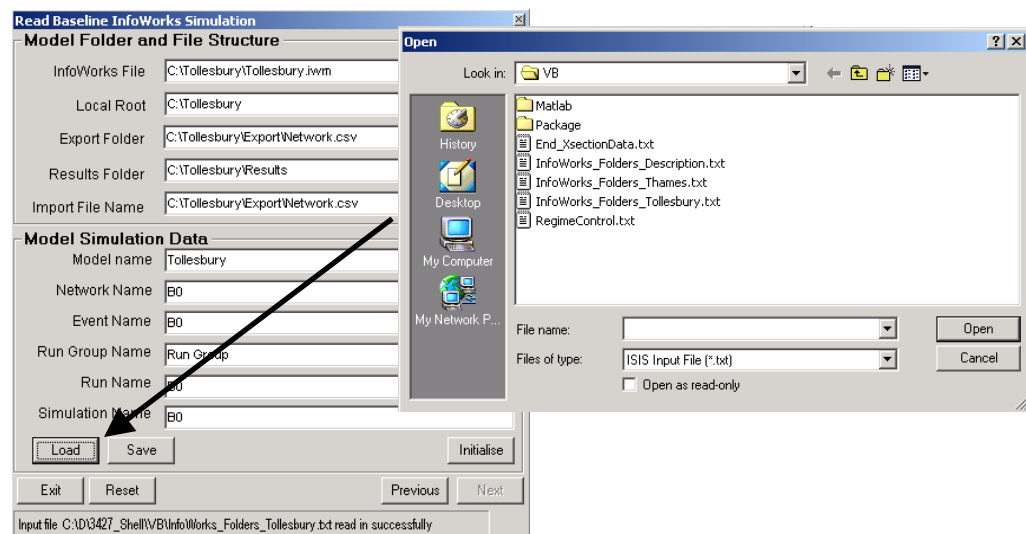 Read Baseline InfoWorks Simulation
Model Folder and File Structure
InfoWorks File C:\Tollesbury\Tollesbury.iwm
Local Root C:\Tollesbury
Export Folder C:\Tollesbury\Export\Network.csv
Results Folder C:\Tollesbury\Results
Import File Name C:\Tollesbury\Export\Network.csv
Model Simulation Data
Model name Tollesbury
Network Name B0
Event Name B0
Run Group Name Run Group
Run Name B0
Simulation Name B0
Load Save Initialise
Exit Reset Previous Next
Input file C:\D\3427_Shell\VB\InfoWorks_Folders_Tollesbury.txt read in successfully
Open
Look in: VB
History
Desktop
My Computer
My Network P...
Matlab
Package
End_XsectionData.txt
InfoWorks_Folders_Description.txt
InfoWorks_Folders_Thames.txt
InfoWorks_Folders_Tollesbury.txt
RegimeControl.txt
File name: Open
Files of type: ISIS Input File (*.txt) Cancel
Open as read-only